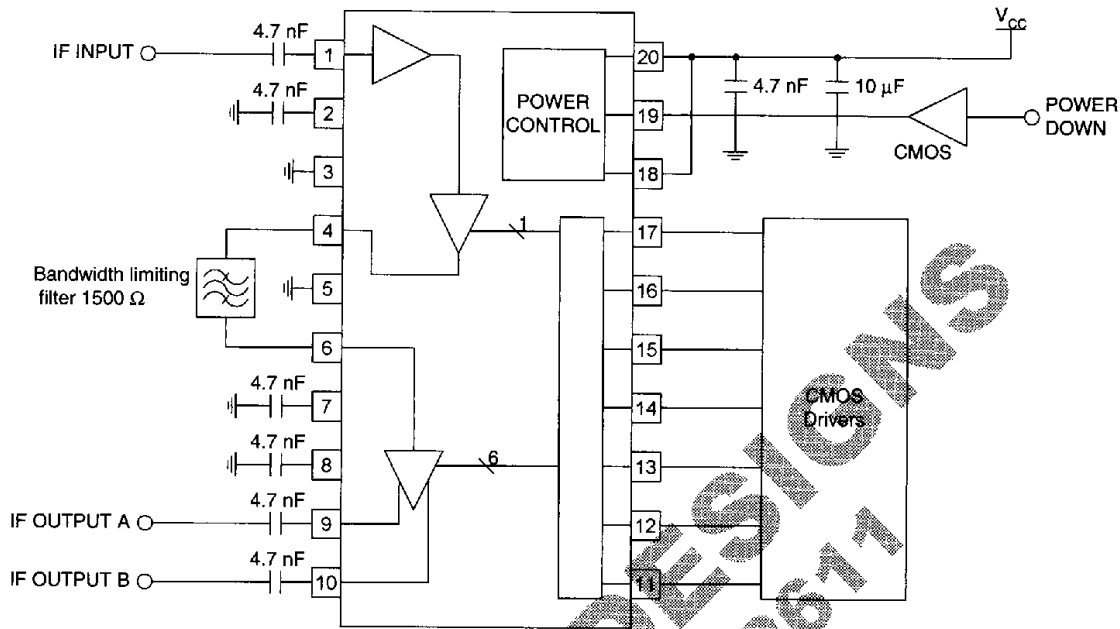 4.7 nF
IF INPUT
1
4.7 nF
2
3
4
Bandwidth limiting
filter 1500 Ω
5
6
4.7 nF
7
4.7 nF
8
4.7 nF
IF OUTPUT A
9
4.7 nF
IF OUTPUT B
10
POWER
CONTROL
1
6
20
VCC
4.7 nF
10 μF
19
CMOS
POWER
DOWN
18
17
16
15
14
13
12
11
CMOS
Drivers